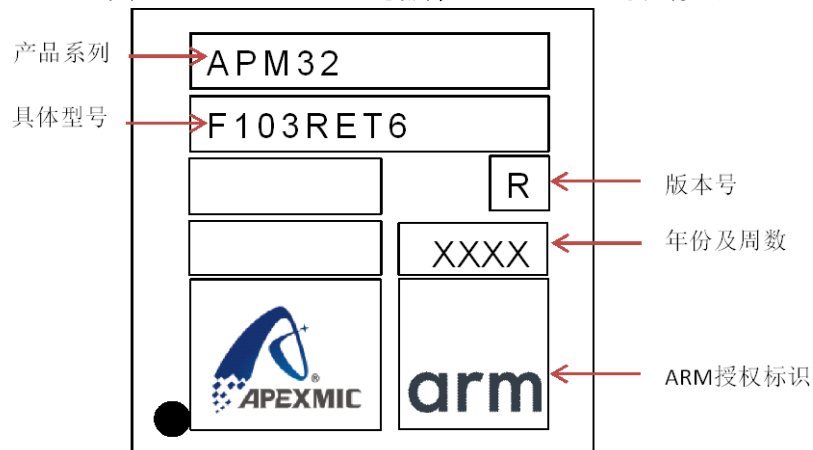 产品系列
APM32
具体型号
F103RET6
R
版本号
XXXX
年份及周数
APEXMIC
®
arm
ARM授权标识